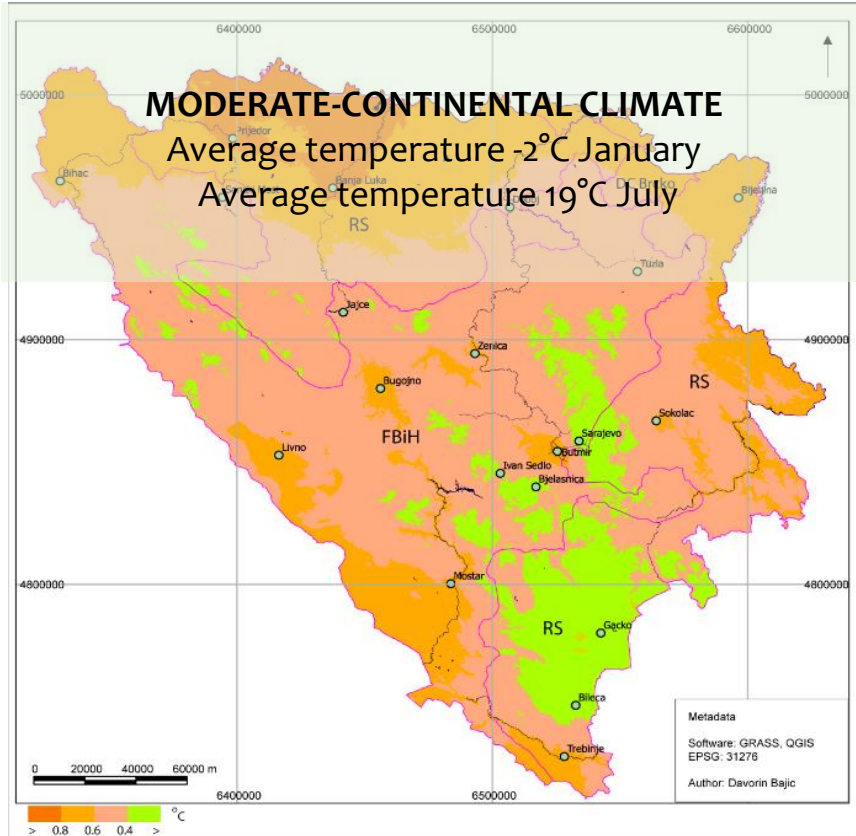 6400000
6500000
6600000
5000000
5000000
MODERATE-CONTINENTAL CLIMATE
Average temperature -2°C January
Average temperature 19°C July
Prijedor
Bihac
Banja Luka
DC Brcko
Bijeljina
RS
Tuzla
Jajce
4900000
4900000
Zenica
Bugojno
RS
Sokolac
FBiH
Sarajevo
Livno
Butmir
Ivan Sedlo
Bjelasnica
4800000
4800000
Mostar
RS
Gacko
Bileca
Metadata
Software: GRASS, QGIS
EPSG: 31276
Author: Davorin Bajic
Trebinje
0 20000 40000 60000 m
6400000
6500000
°C
> 0.8 0.6 0.4 >